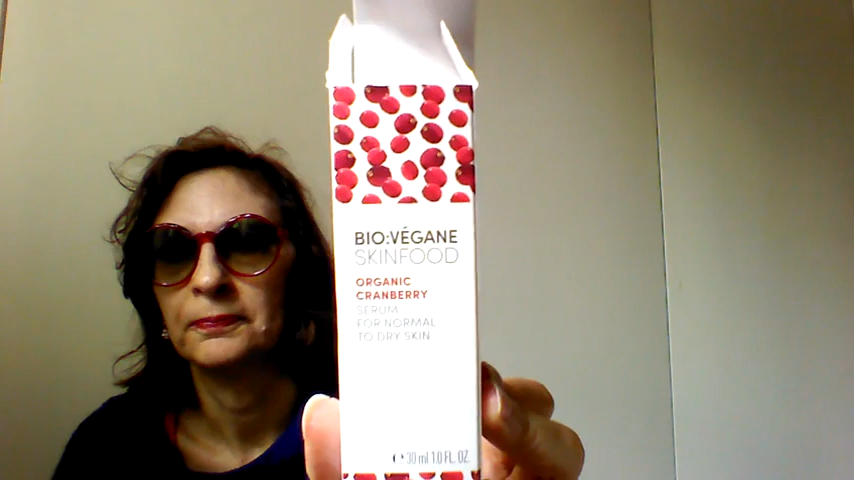 BIO:VÉGANE
SKINFOOD
ORGANIC
CRANBERRY
SERUM
FOR NORMAL
TO DRY SKIN
30 ml 1.0 FL. OZ.